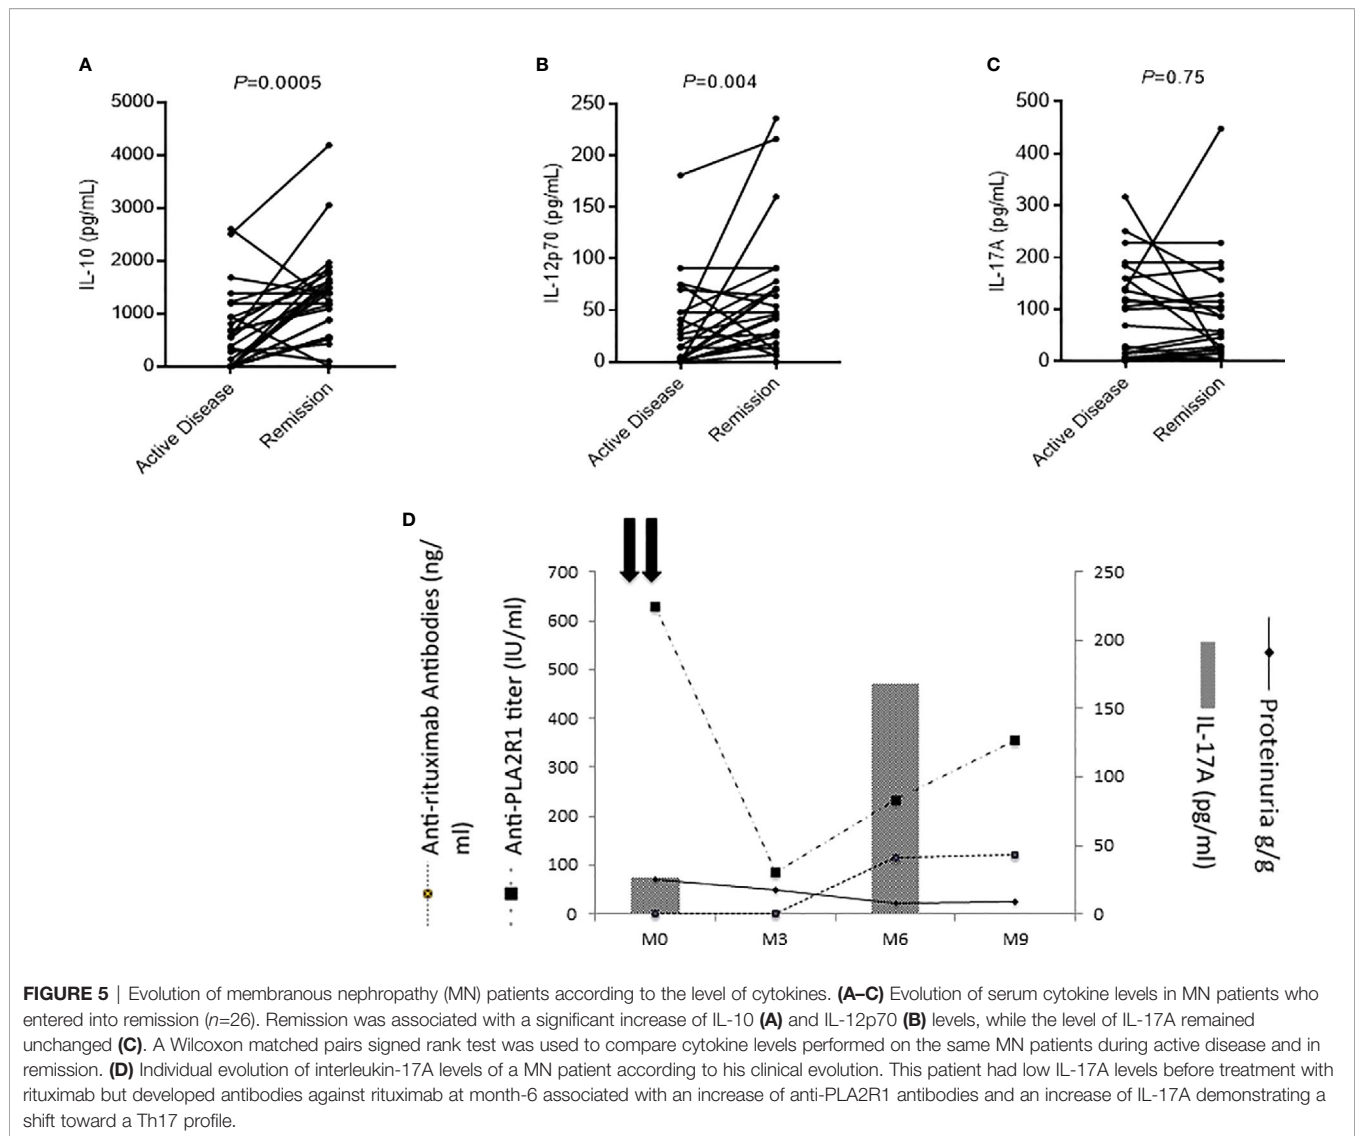 A
P=0.0005
5000
4000
3000
2000
1000
0
IL-10 (pg/mL)
Active Disease
Remission
B
P=0.004
250
200
150
100
50
0
IL-12p70 (pg/mL)
Active Disease
Remission
C
P=0.75
500
400
300
200
100
0
IL-17A (pg/mL)
Active Disease
Remission
D
Anti-rituximab Antibodies (ng/
ml)
Anti-PLA2R1 titer (IU/ml)
700
600
500
400
300
200
100
0
M0
M3
M6
M9
250
200
150
100
50
0
IL-17A (pg/ml)
Proteinuria g/g
FIGURE 5 | Evolution of membranous nephropathy (MN) patients according to the level of cytokines. (A–C) Evolution of serum cytokine levels in MN patients who
entered into remission (n=26). Remission was associated with a significant increase of IL-10 (A) and IL-12p70 (B) levels, while the level of IL-17A remained
unchanged (C). A Wilcoxon matched pairs signed rank test was used to compare cytokine levels performed on the same MN patients during active disease and in
remission. (D) Individual evolution of interleukin-17A levels of a MN patient according to his clinical evolution. This patient had low IL-17A levels before treatment with
rituximab but developed antibodies against rituximab at month-6 associated with an increase of anti-PLA2R1 antibodies and an increase of IL-17A demonstrating a
shift toward a Th17 profile.